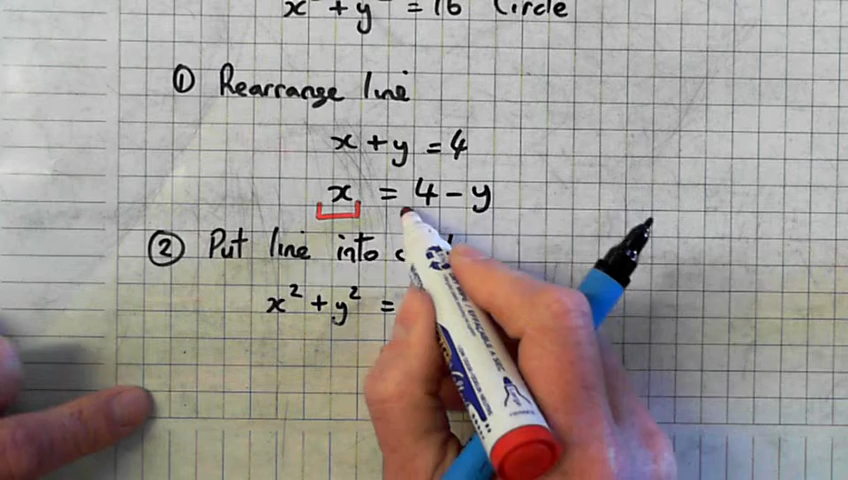 x² + y² = 16 Circle
① Rearrange line
x + y = 4
x = 4 - y
② Put line into
x² + y² =